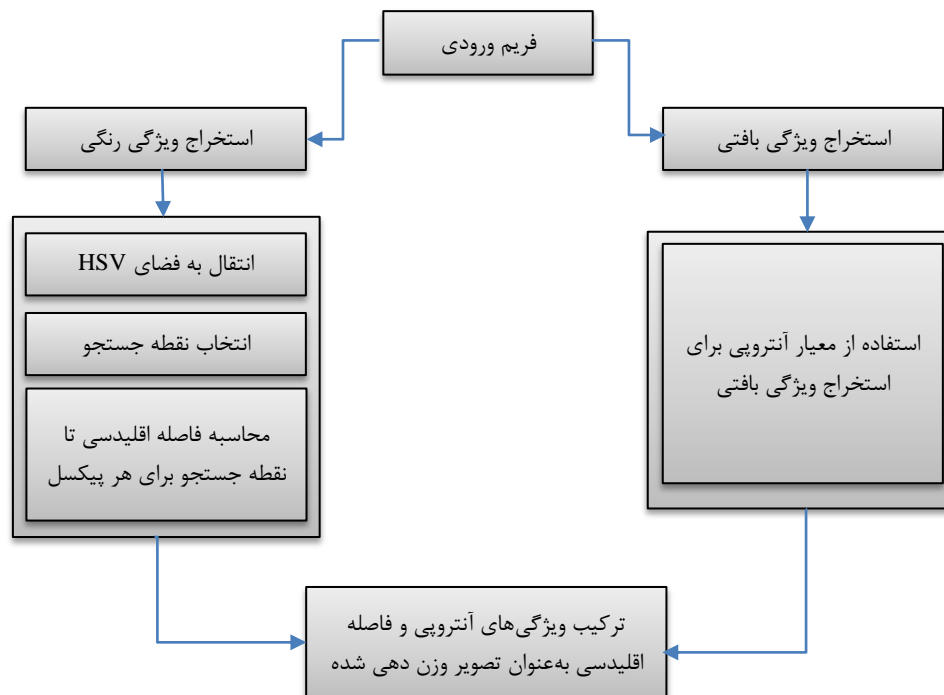 فریم ورودی
استخراج ویژگی بافتی
استخراج ویژگی رنگی
انتقال به فضای HSV
انتخاب نقطه جستجو
محاسبه فاصله اقلیدسی تا
نقطه جستجو برای هر پیکسل
استفاده از معیار آنتروپی برای
استخراج ویژگی بافتی
ترکیب ویژگی‌های آنتروپی و فاصله
اقلیدسی به‌عنوان تصویر وزن دهی شده